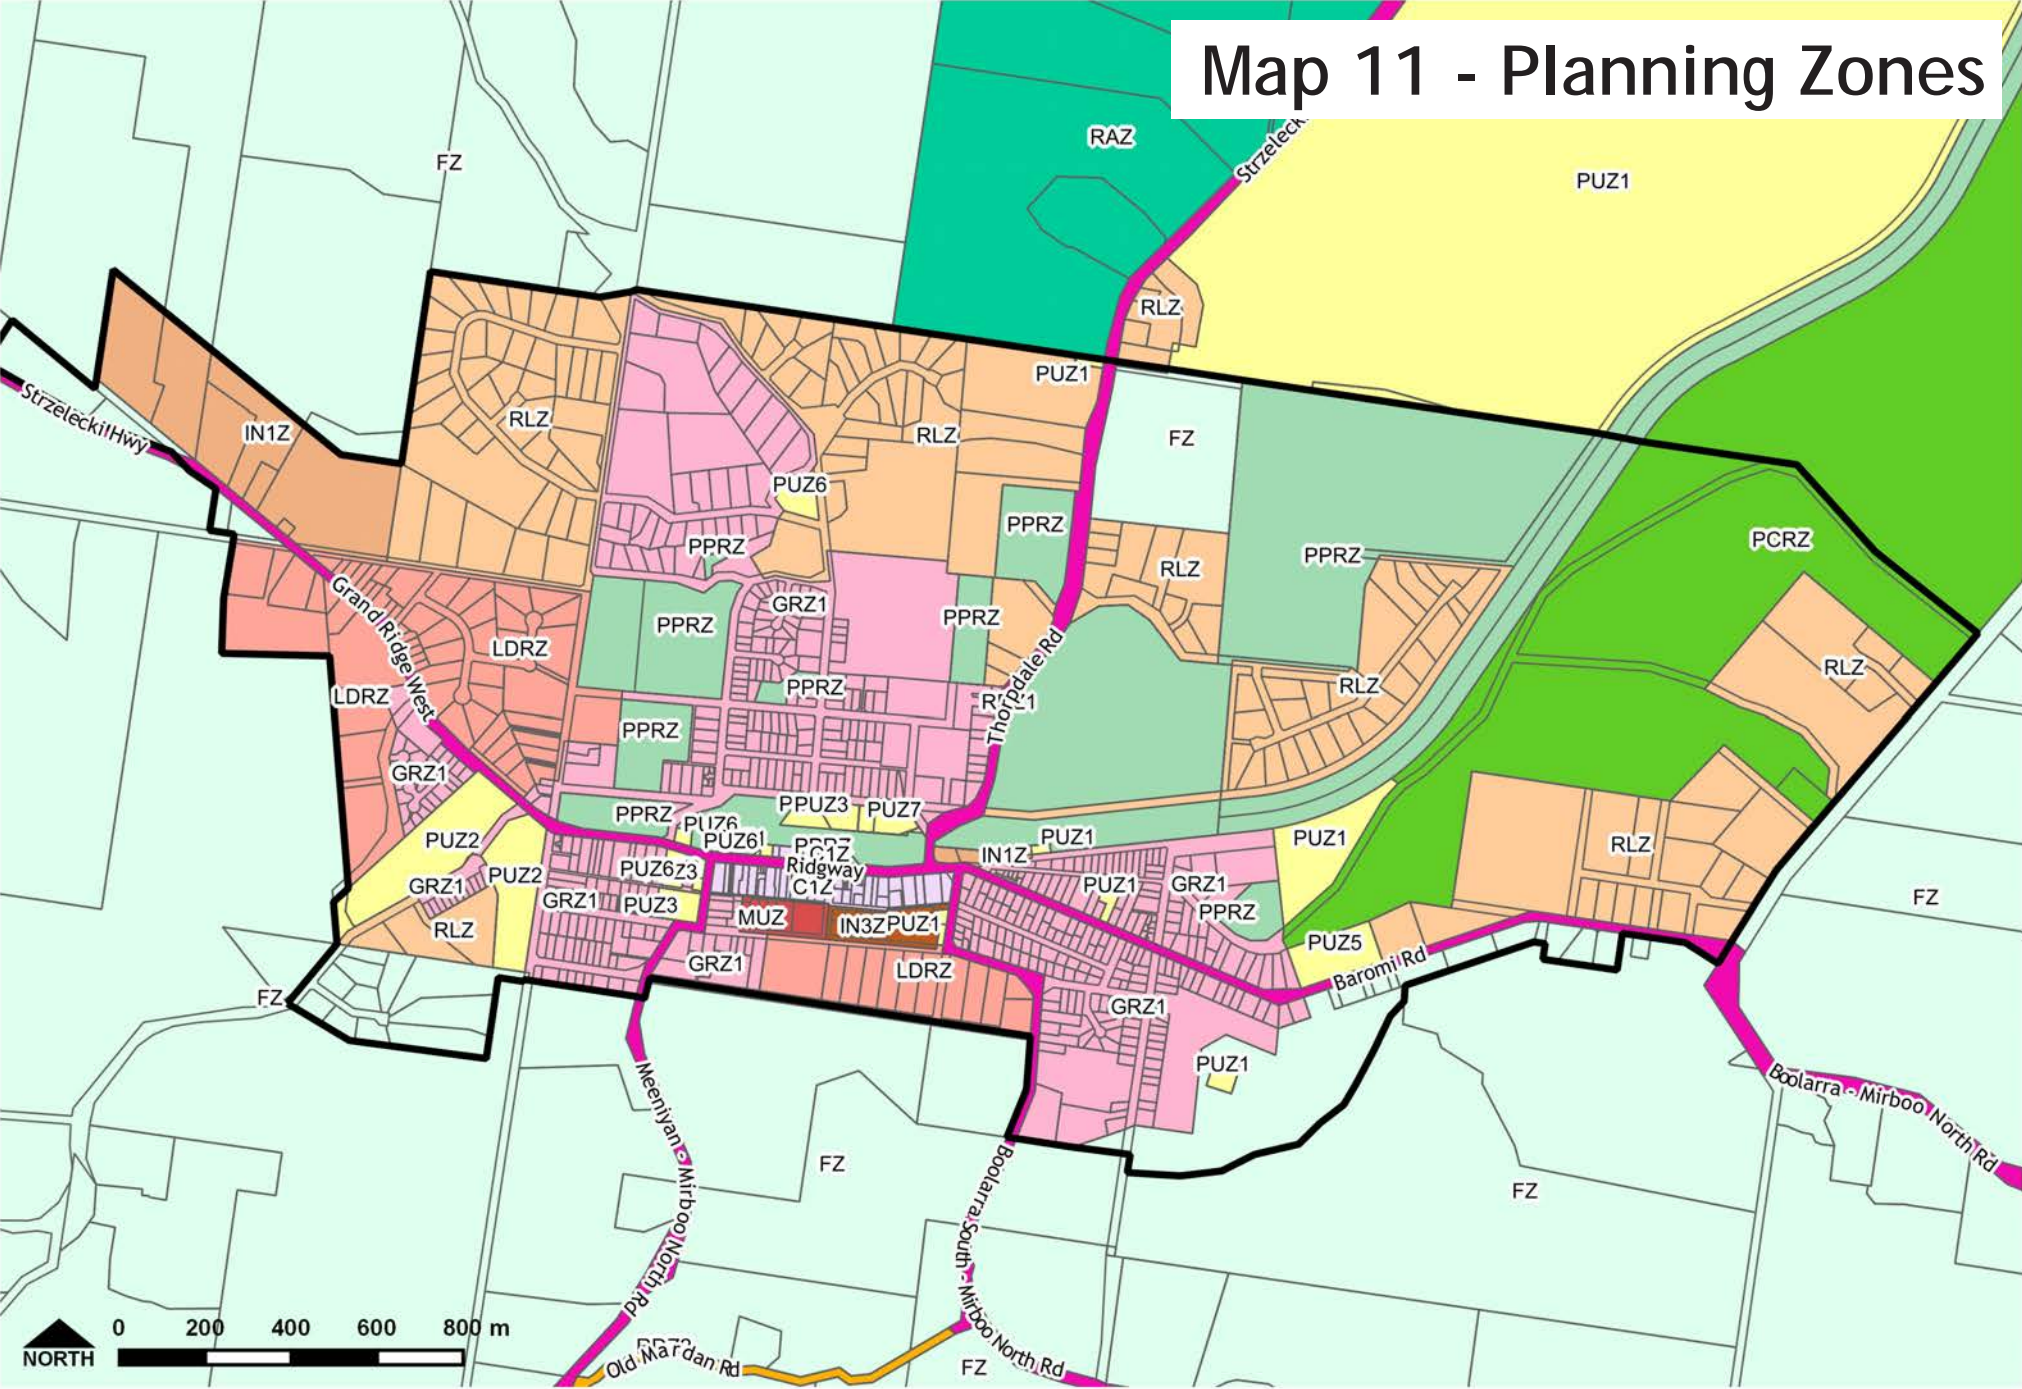 Map 11 - Planning Zones
RAZ
FZ
PUZ1
RLZ
PUZ1
RLZ
IN1Z
RLZ
FZ
Strzelecki Hwy
PUZ6
PPRZ
PPRZ
PPRZ
PCRZ
RLZ
Grand Ridge West
GRZ1
PPRZ
PPRZ
LDRZ
RLZ
LDRZ
PPRZ
RLZ
Thorpdale Rd
PPRZ
GRZ1
PPRZ
PUZ3
PUZ7
PUZ6
PUZ2
PUZ6
PUZ1
PUZ1
RLZ
IN1Z
Ridgway
PUZ6
PUZ2
C1Z
GRZ1
PUZ1
GRZ1
FZ
GRZ1
PUZ3
MUZ
IN3Z
PUZ1
PPRZ
RLZ
PUZ5
GRZ1
LDRZ
Baromi Rd
FZ
GRZ1
PUZ1
Boolarra - Mirboo North Rd
Meeniyan - Mirboo North Rd
FZ
FZ
Boolarra South - Mirboo North Rd
0 200 400 600 800 m
NORTH
Old Mardan Rd
FZ